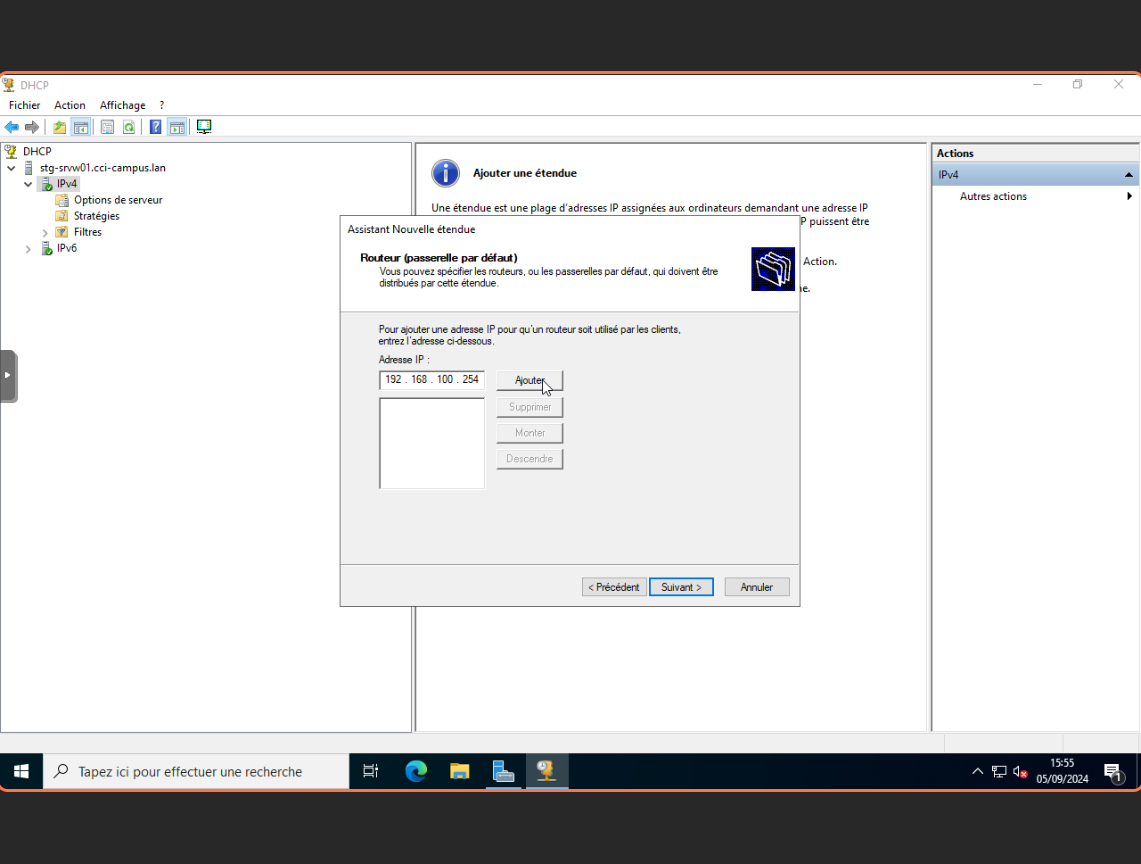 DHCP
Fichier Action Affichage ?
DHCP
stg-srvw01.cci-campus.lan
IPv4
Options de serveur
Stratégies
Filtres
IPv6
Ajouter une étendue
Une étendue est une plage d'adresses IP assignées aux ordinateurs demandant une adresse IP
P puissent être
Action.
ne.
Assistant Nouvelle étendue
Routeur (passerelle par défaut)
Vous pouvez spécifier les routeurs, ou les passerelles par défaut, qui doivent être
distribués par cette étendue.
Pour ajouter une adresse IP pour qu'un routeur soit utilisé par les clients,
entrez l'adresse ci-dessous.
Adresse IP :
192 . 168 . 100 . 254
Ajouter
Supprimer
Monter
Descendre
< Précédent Suivant > Annuler
Actions
IPv4
Autres actions
Tapez ici pour effectuer une recherche
15:55
05/09/2024
1